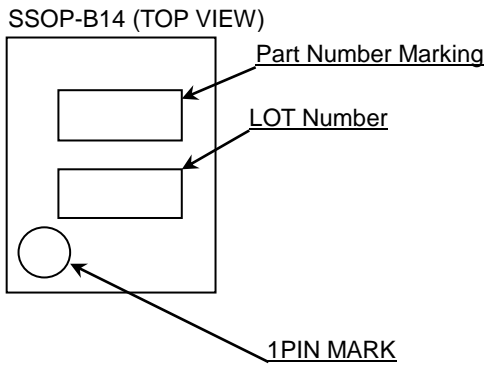 SSOP-B14 (TOP VIEW)
Part Number Marking
LOT Number
1PIN MARK